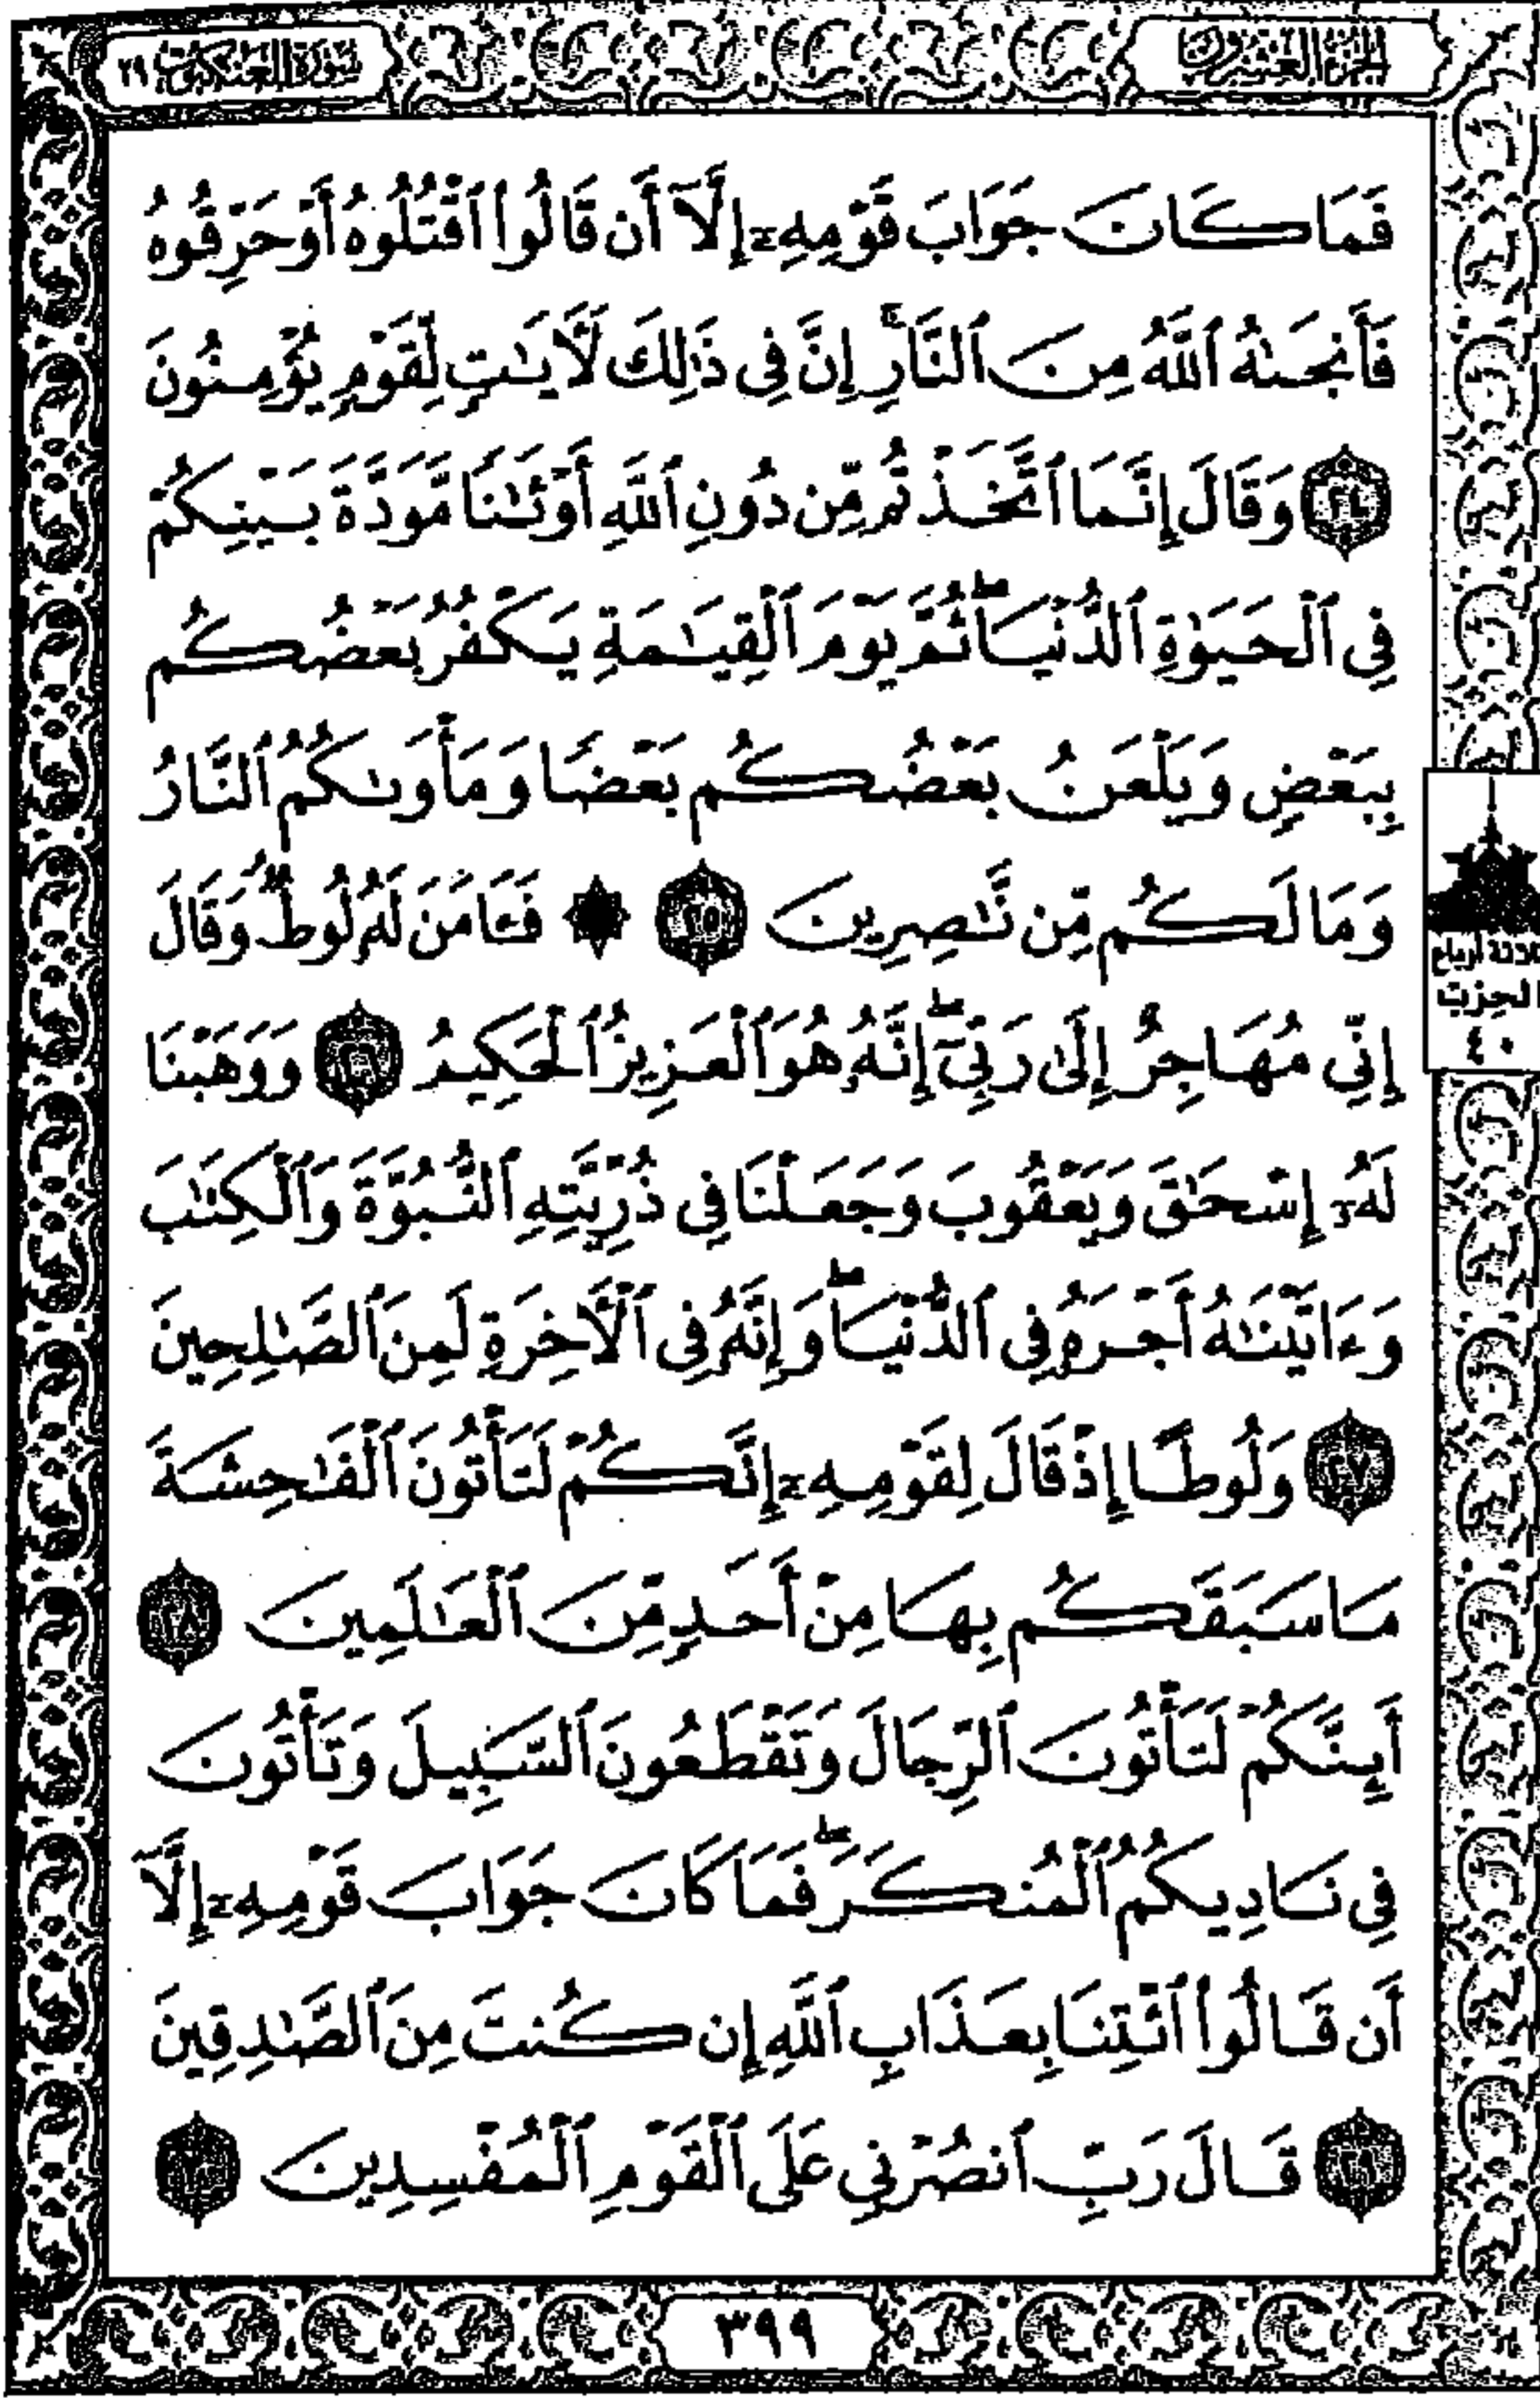 الجزء العشرون
سورة العنكبوت ٢٩
فَمَا كَانَ جَوَابَ قَوْمِهِۦٓ إِلَّآ أَن قَالُوا۟ ٱقْتُلُوهُ أَوْ حَرِّقُوهُ
فَأَنجَىٰهُ ٱللَّهُ مِنَ ٱلنَّارِ ۚ إِنَّ فِى ذَٰلِكَ لَـَٔايَـٰتٍ لِّقَوْمٍ يُؤْمِنُونَ
٢٤ وَقَالَ إِنَّمَا ٱتَّخَذْتُم مِّن دُونِ ٱللَّهِ أَوْثَـٰنًا مَّوَدَّةَ بَيْنِكُمْ
فِى ٱلْحَيَوٰةِ ٱلدُّنْيَا ۖ ثُمَّ يَوْمَ ٱلْقِيَـٰمَةِ يَكْفُرُ بَعْضُكُم
بِبَعْضٍ وَيَلْعَنُ بَعْضُكُم بَعْضًا وَمَأْوَىٰكُمُ ٱلنَّارُ
وَمَا لَكُم مِّن نَّـٰصِرِينَ ٢٥ ۞ فَـَٔامَنَ لَهُۥ لُوطٌ ۘ وَقَالَ
إِنِّى مُهَاجِرٌ إِلَىٰ رَبِّىٓ ۖ إِنَّهُۥ هُوَ ٱلْعَزِيزُ ٱلْحَكِيمُ ٢٦ وَوَهَبْنَا
لَهُۥٓ إِسْحَـٰقَ وَيَعْقُوبَ وَجَعَلْنَا فِى ذُرِّيَّتِهِ ٱلنُّبُوَّةَ وَٱلْكِتَـٰبَ
وَءَاتَيْنَـٰهُ أَجْرَهُۥ فِى ٱلدُّنْيَا ۖ وَإِنَّهُۥ فِى ٱلْـَٔاخِرَةِ لَمِنَ ٱلصَّـٰلِحِينَ
٢٧ وَلُوطًا إِذْ قَالَ لِقَوْمِهِۦٓ إِنَّكُمْ لَتَأْتُونَ ٱلْفَـٰحِشَةَ
مَا سَبَقَكُم بِهَا مِنْ أَحَدٍ مِّنَ ٱلْعَـٰلَمِينَ ٢٨
أَئِنَّكُمْ لَتَأْتُونَ ٱلرِّجَالَ وَتَقْطَعُونَ ٱلسَّبِيلَ وَتَأْتُونَ
فِى نَادِيكُمُ ٱلْمُنكَرَ ۖ فَمَا كَانَ جَوَابَ قَوْمِهِۦٓ إِلَّآ
أَن قَالُوا۟ ٱئْتِنَا بِعَذَابِ ٱللَّهِ إِن كُنتَ مِنَ ٱلصَّـٰدِقِينَ
٢٩ قَالَ رَبِّ ٱنصُرْنِى عَلَى ٱلْقَوْمِ ٱلْمُفْسِدِينَ ٣٠
ثلاثة أرباع
الحزب
٤٠
٣٩٩